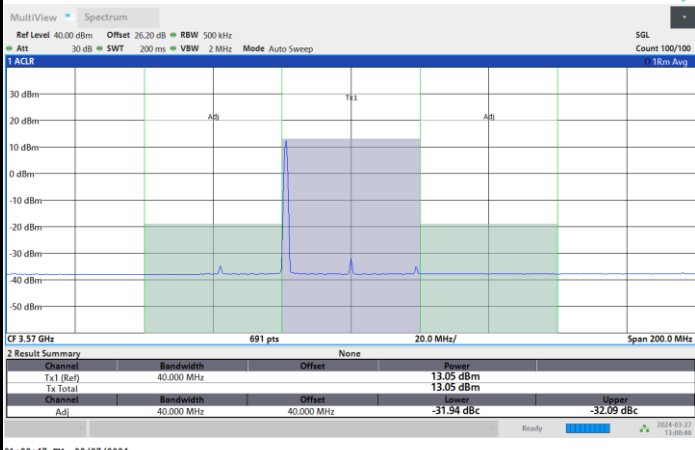 MultiView Spectrum
Ref Level 40.00 dBm Offset 26.20 dB RBW 500 kHz SGL
Att 30 dB SWT 200 ms VBW 2 MHz Mode Auto Sweep Count 100/100
1 ACLR 1Rm Avg
30 dBm
Tx1
20 dBm Adj Adj
10 dBm
0 dBm
-10 dBm
-20 dBm
-30 dBm
-40 dBm
-50 dBm
CF 3.57 GHz 691 pts 20.0 MHz/ Span 200.0 MHz
2 Result Summary None
Channel Bandwidth Offset Power
Tx1 (Ref) 40.000 MHz 13.05 dBm
Tx Total 13.05 dBm
Channel Bandwidth Offset Lower Upper
Adj 40.000 MHz 40.000 MHz -31.94 dBc -32.09 dBc
Ready 2024-03-27
13:00:46